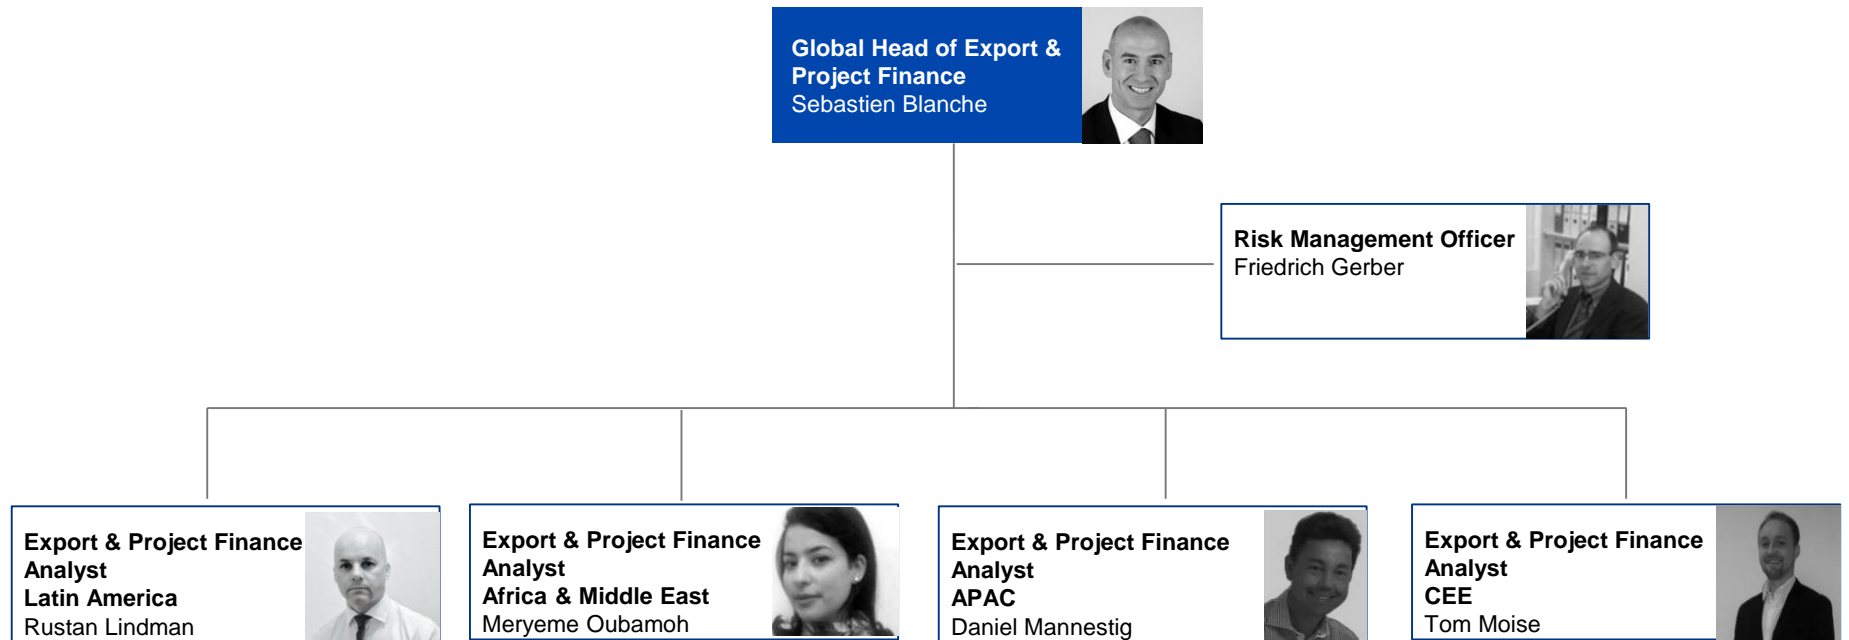 Global Head of Export &
Project Finance
Sebastien Blanche
Risk Management Officer
Friedrich Gerber
Export & Project Finance
Analyst
Latin America
Rustan Lindman
Export & Project Finance
Analyst
Africa & Middle East
Meryeme Oubamoh
Export & Project Finance
Analyst
APAC
Daniel Mannestig
Export & Project Finance
Analyst
CEE
Tom Moise